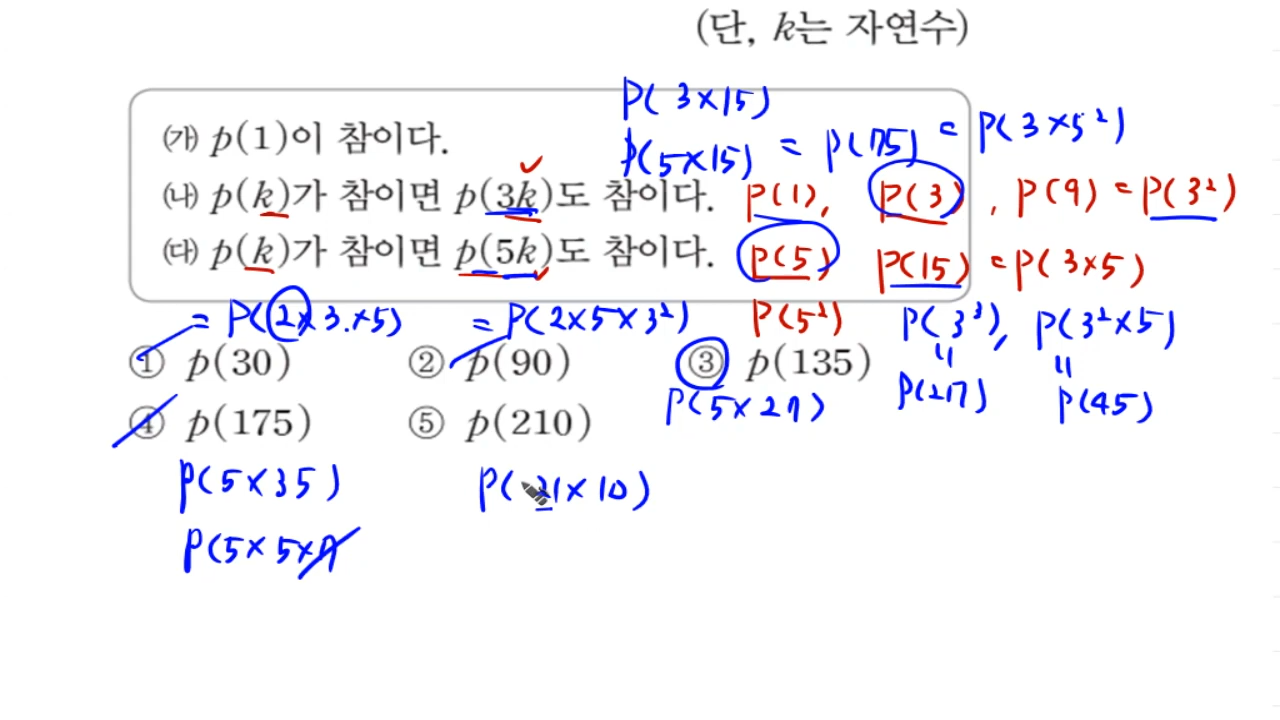 (단, k는 자연수)
P( 3 × 15)
㈎ p(1)이 참이다.
P(5×15) = P(75) = P(3×5²)
㈏ p(k)가 참이면 p(3k)도 참이다. P(1), P(3), P(9) = P(3²)
㈐ p(k)가 참이면 p(5k)도 참이다. P(5) P(15) = P(3×5)
= P(2×3.×5) = P(2×5×3²) P(5²) P(3³), P(3²×5)
① p(30) ② p(90) ③ p(135)
P(5×27) = P(27) = P(45)
④ p(175) ⑤ p(210)
P(5×35) P(21×10)
P(5×5×7)